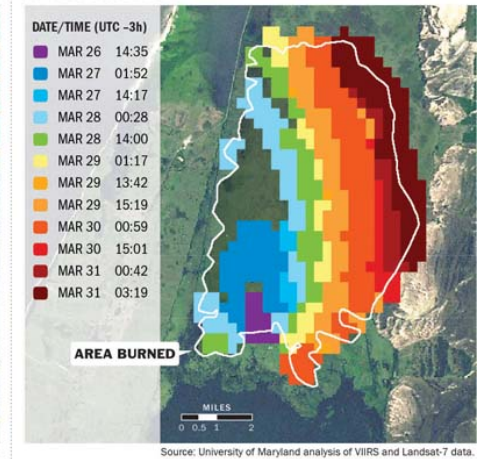 DATE/TIME (UTC –3h)
MAR 26 14:35
MAR 27 01:52
MAR 27 14:17
MAR 28 00:28
MAR 28 14:00
MAR 29 01:17
MAR 29 13:42
MAR 29 15:19
MAR 30 00:59
MAR 30 15:01
MAR 31 00:42
MAR 31 03:19
AREA BURNED
MILES
0 0.5 1 2
Source: University of Maryland analysis of VIIRS and Landsat-7 data.